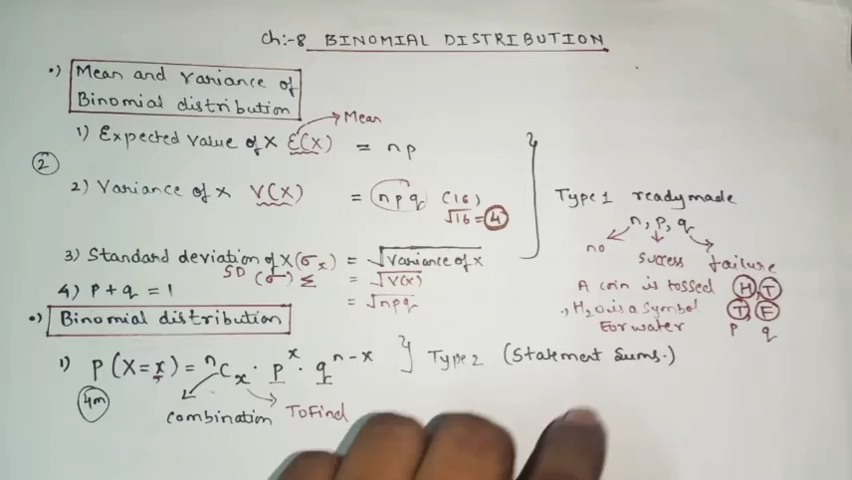 Ch:-8 BINOMIAL DISTRIBUTION
•) Mean and variance of
Binomial distribution
1) Expected value of X E(X) = np
Mean
2
2) Variance of x V(X) = npq (16)
√16 = 4
3) Standard deviation of X (σx) = √variance of x
SD (σ) = √V(X)
4) P + q = 1
= √npq
Type 1 readymade
n, p, q
no success failure
A coin is tossed H, T
H2O is a symbol T F
For water p q
•) Binomial distribution
1) P(X=x) = nCx · p^x · q^n-x } Type 2 (Statement Sums.)
4m
combination To Find